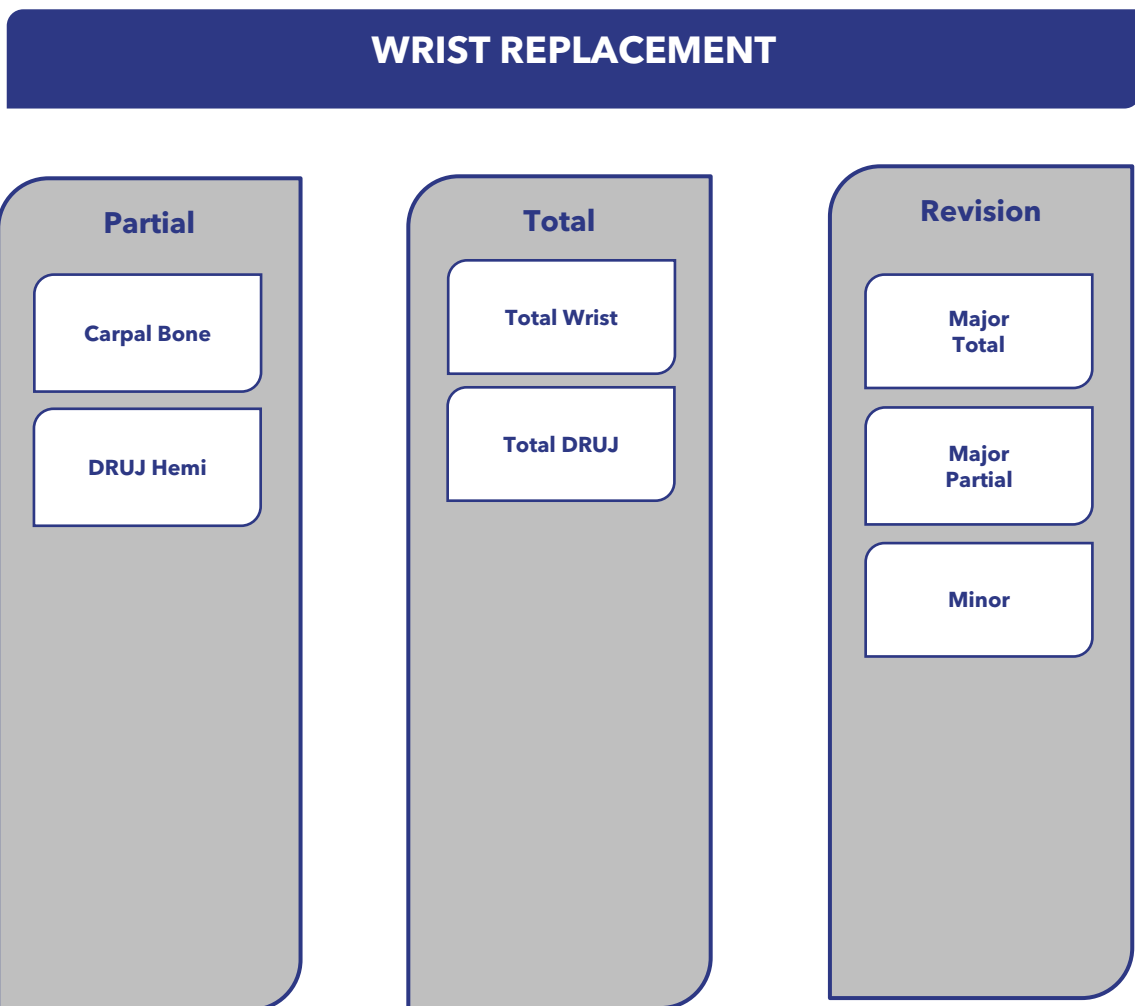 WRIST REPLACEMENT
Partial
Carpal Bone
DRUJ Hemi
Total
Total Wrist
Total DRUJ
Revision
Major
Total
Major
Partial
Minor